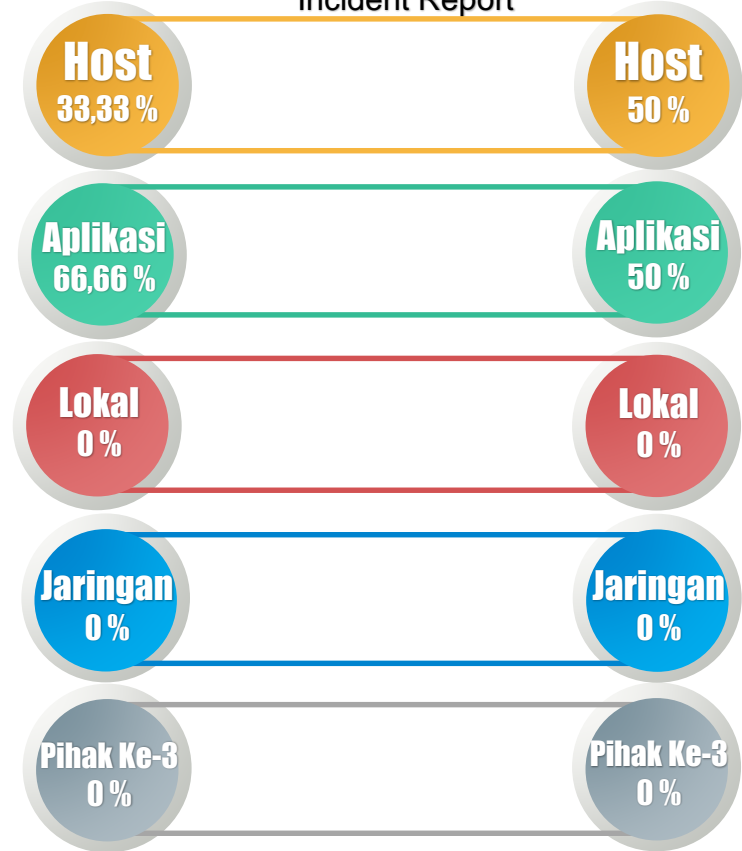 Incident Report
Host
33,33 %
Host
50 %
Aplikasi
66,66 %
Aplikasi
50 %
Lokal
0 %
Lokal
0 %
Jaringan
0 %
Jaringan
0 %
Pihak Ke-3
0 %
Pihak Ke-3
0 %